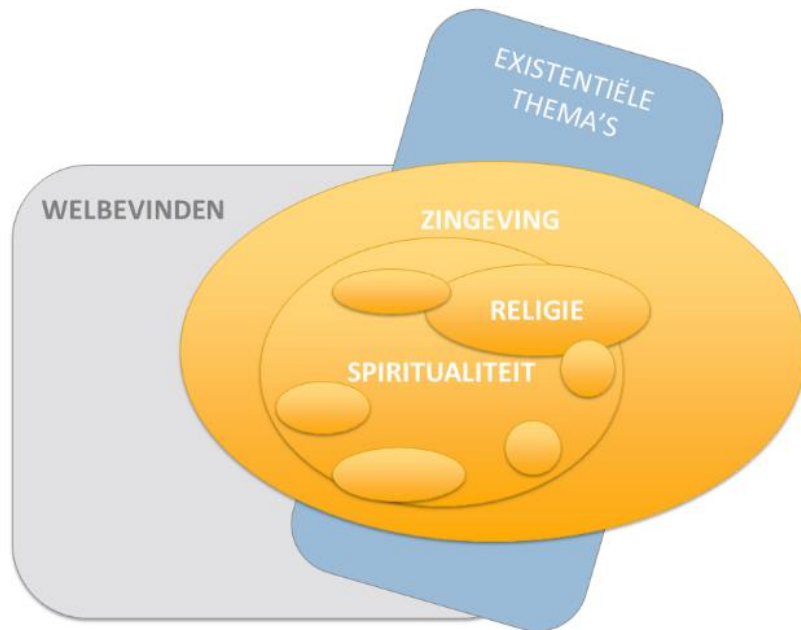 EXISTENTIËLE
THEMA'S
WELBEVINDEN
ZINGEVING
RELIGIE
SPIRITUALITEIT